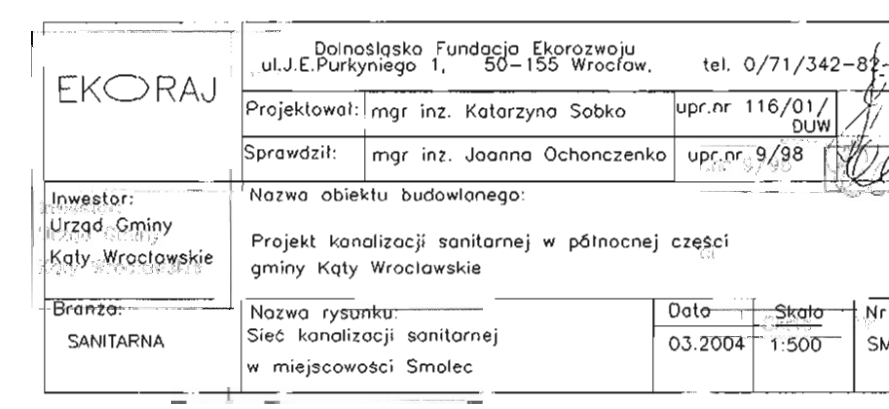 EKORAJ
Dolnośląska Fundacja Ekorozwoju
ul.J.E.Purkyniego 1, 50-155 Wrocław, tel. 0/71/342-82-
Projektował: mgr inż. Katarzyna Sobko upr.nr 116/01/
DUW
Sprawdził: mgr inż. Joanna Ochonczenko upr.nr 9/98
Inwestor:
Urząd Gminy
Kąty Wrocławskie
Nazwa obiektu budowlanego:
Projekt kanalizacji sanitarnej w północnej części
gminy Kąty Wrocławskie
Branża:
SANITARNA
Nazwa rysunku:
Sieć kanalizacji sanitarnej
w miejscowości Smolec
Data
03.2004
Skala
1:500
Nr
SM